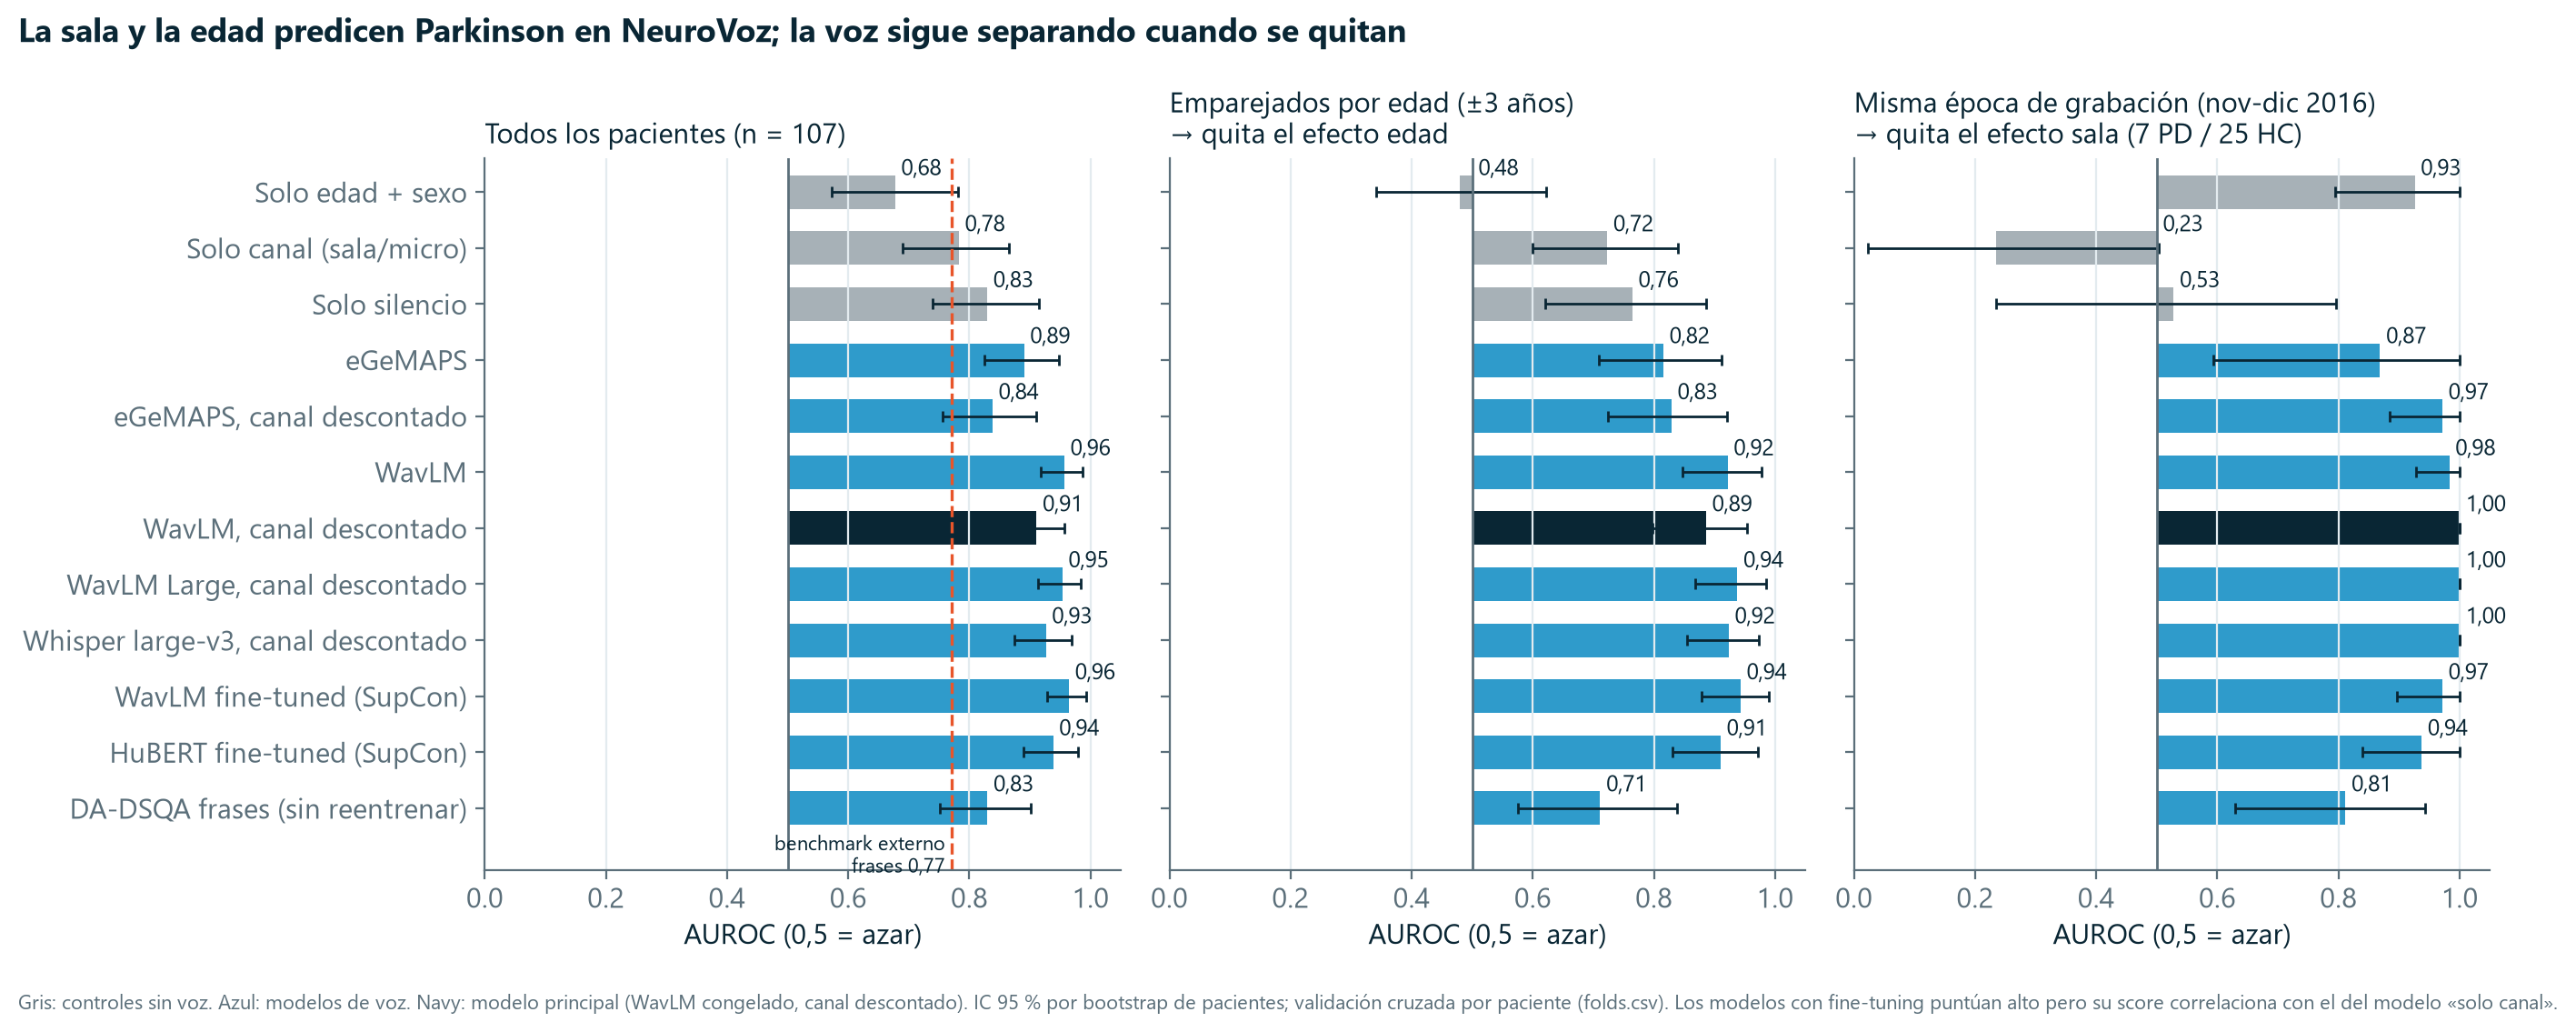 La sala y la edad predicen Parkinson en NeuroVoz; la voz sigue separando cuando se quitan
Todos los pacientes (n = 107)
Emparejados por edad (±3 años)
→ quita el efecto edad
Misma época de grabación (nov-dic 2016)
→ quita el efecto sala (7 PD / 25 HC)
Solo edad + sexo
Solo canal (sala/micro)
Solo silencio
eGeMAPS
eGeMAPS, canal descontado
WavLM
WavLM, canal descontado
WavLM Large, canal descontado
Whisper large-v3, canal descontado
WavLM fine-tuned (SupCon)
HuBERT fine-tuned (SupCon)
DA-DSQA frases (sin reentrenar)
0,68
0,78
0,83
0,89
0,84
0,96
0,91
0,95
0,93
0,96
0,94
0,83
benchmark externo
frases 0,77
0.0 0.2 0.4 0.6 0.8 1.0
AUROC (0,5 = azar)
0,48
0,72
0,76
0,82
0,83
0,92
0,89
0,94
0,92
0,94
0,91
0,71
0.0 0.2 0.4 0.6 0.8 1.0
AUROC (0,5 = azar)
0,93
0,23
0,53
0,87
0,97
0,98
1,00
1,00
1,00
0,97
0,94
0,81
0.0 0.2 0.4 0.6 0.8 1.0
AUROC (0,5 = azar)
Gris: controles sin voz. Azul: modelos de voz. Navy: modelo principal (WavLM congelado, canal descontado). IC 95 % por bootstrap de pacientes; validación cruzada por paciente (folds.csv). Los modelos con fine-tuning puntúan alto pero su score correlaciona con el del modelo «solo canal».